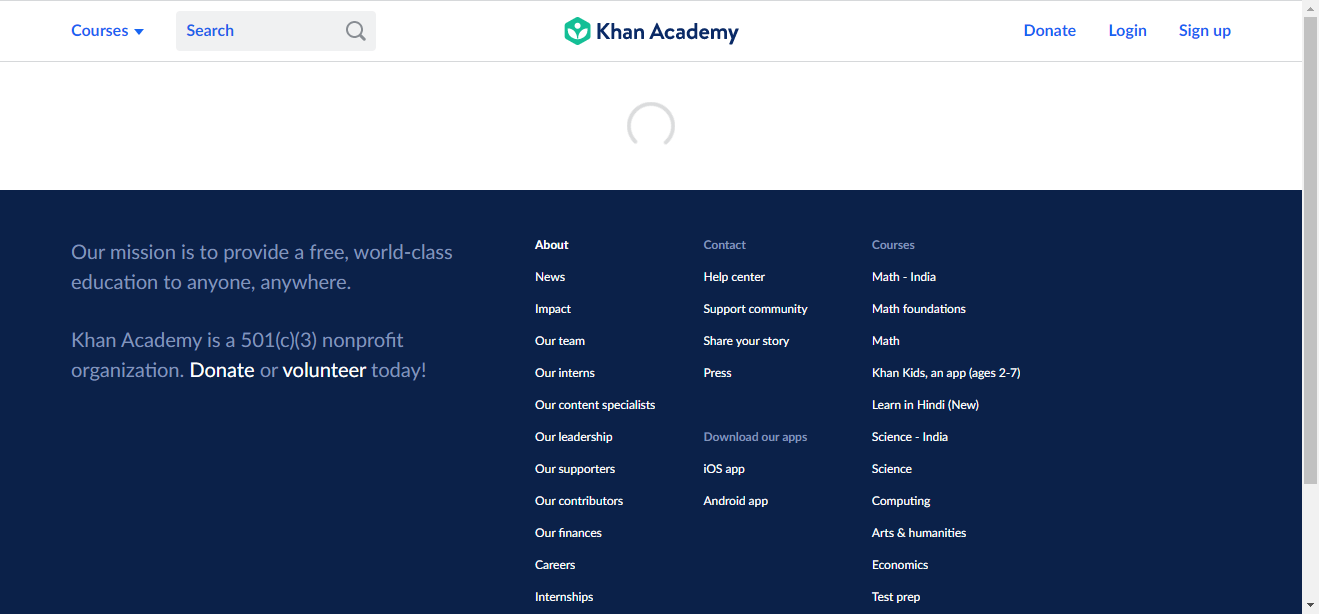 Courses
Search
Khan Academy
Donate
Login
Sign up
Our mission is to provide a free, world-class
education to anyone, anywhere.
Khan Academy is a 501(c)(3) nonprofit
organization. Donate or volunteer today!
About
News
Impact
Our team
Our interns
Our content specialists
Our leadership
Our supporters
Our contributors
Our finances
Careers
Internships
Contact
Help center
Support community
Share your story
Press
Download our apps
iOS app
Android app
Courses
Math - India
Math foundations
Math
Khan Kids, an app (ages 2-7)
Learn in Hindi (New)
Science - India
Science
Computing
Arts & humanities
Economics
Test prep